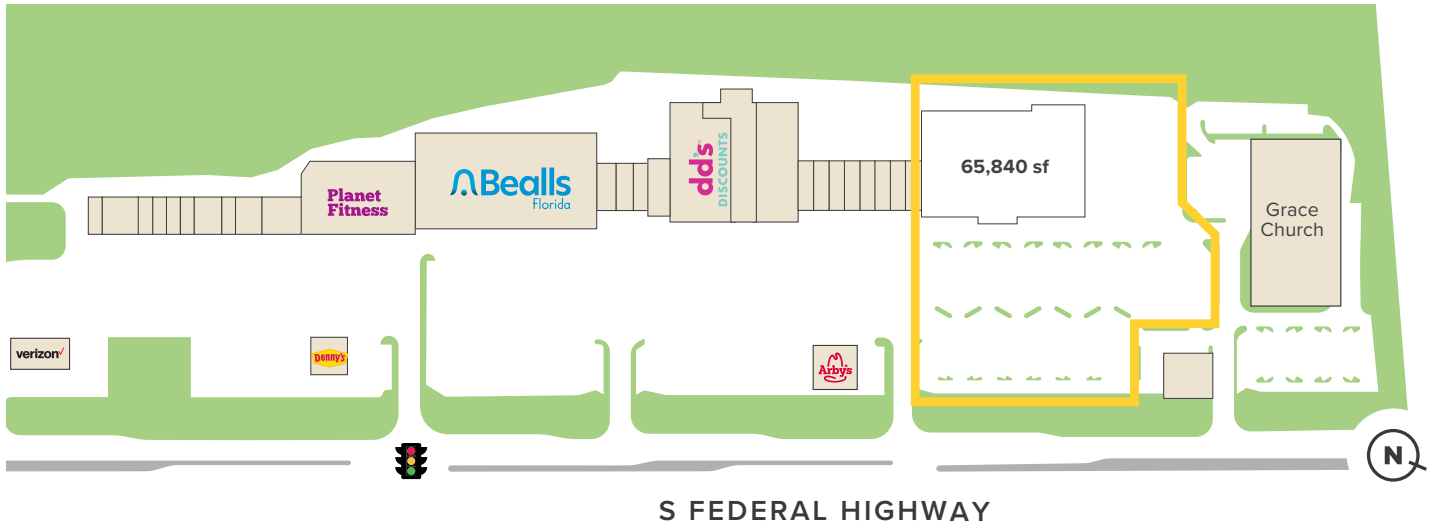 Planet
Fitness
Bealls
Florida
dd's
DISCOUNTS
65,840 sf
Grace
Church
verizon
Denny's
Arby's
N
S FEDERAL HIGHWAY